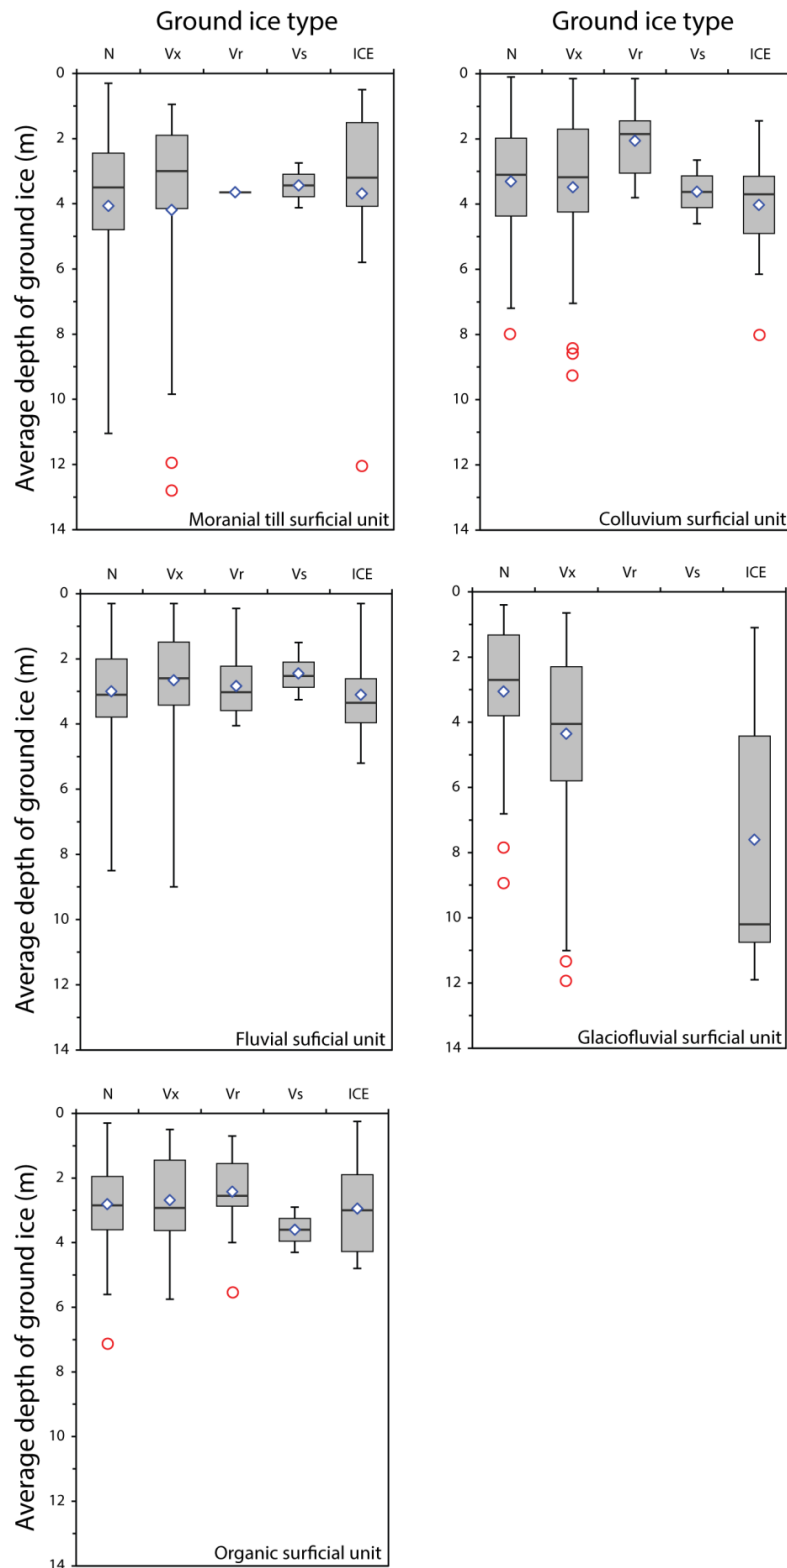 Ground ice type
Ground ice type
N Vx Vr Vs ICE
N Vx Vr Vs ICE
Average depth of ground ice (m)
0
2
4
6
8
10
12
14
Moranial till surficial unit
0
2
4
6
8
10
12
14
Colluvium surficial unit
N Vx Vr Vs ICE
N Vx Vr Vs ICE
Average depth of ground ice (m)
0
2
4
6
8
10
12
14
Fluvial suficial unit
0
2
4
6
8
10
12
14
Glaciofluvial surficial unit
N Vx Vr Vs ICE
Average depth of ground ice (m)
0
2
4
6
8
10
12
14
Organic surficial unit